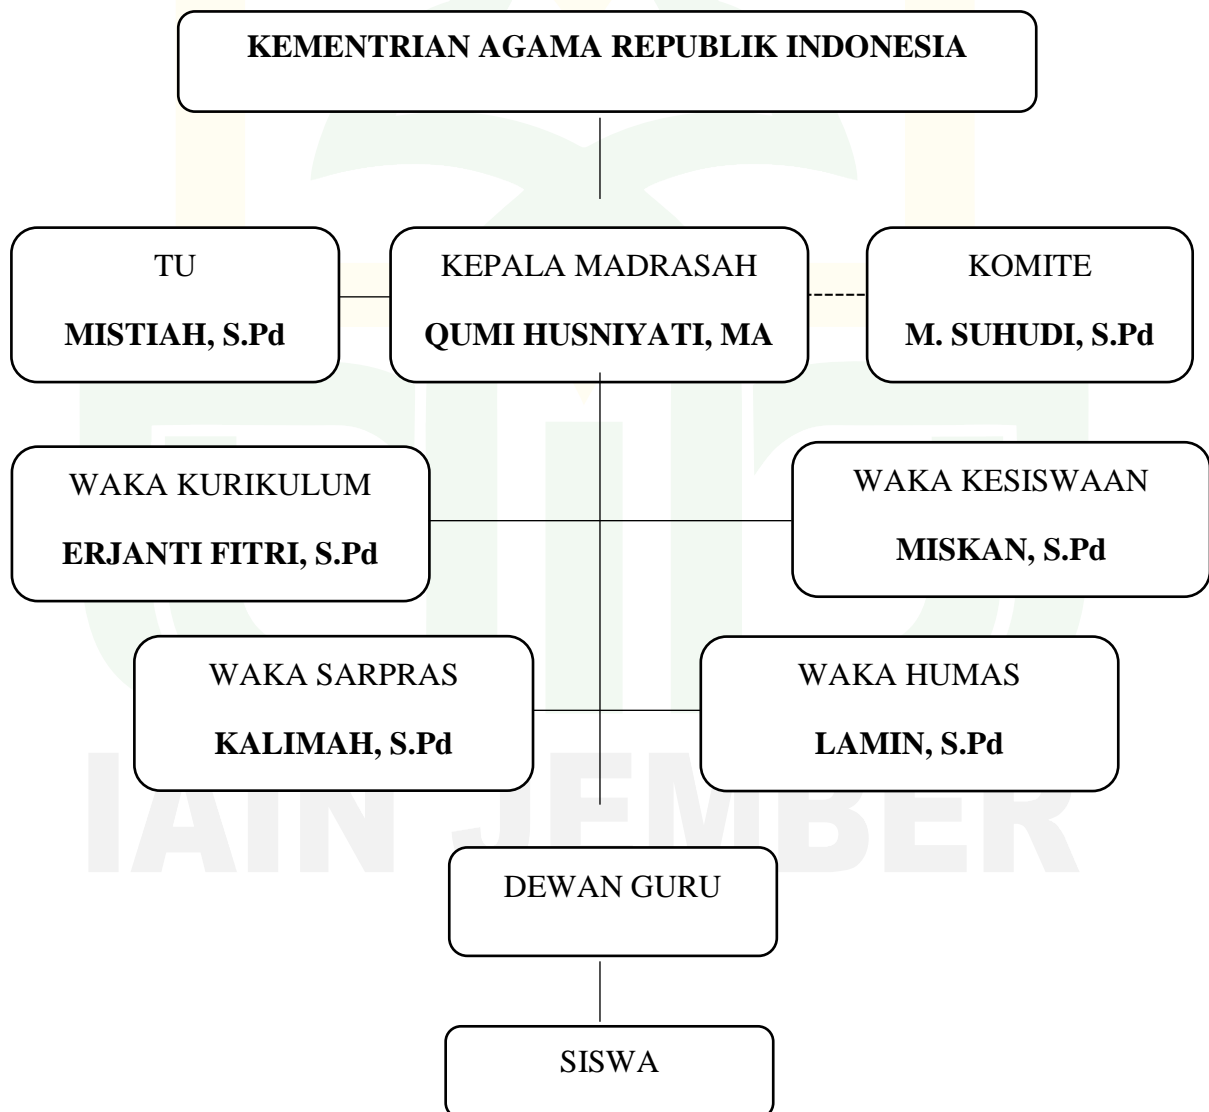 KEMENTRIAN AGAMA REPUBLIK INDONESIA
TU
MISTIAH, S.Pd
KEPALA MADRASAH
QUMI HUSNIYATI, MA
KOMITE
M. SUHUDI, S.Pd
WAKA KURIKULUM
ERJANTI FITRI, S.Pd
WAKA KESISWAAN
MISKAN, S.Pd
WAKA SARPRAS
KALIMAH, S.Pd
WAKA HUMAS
LAMIN, S.Pd
IAIN JEMBER
DEWAN GURU
SISWA